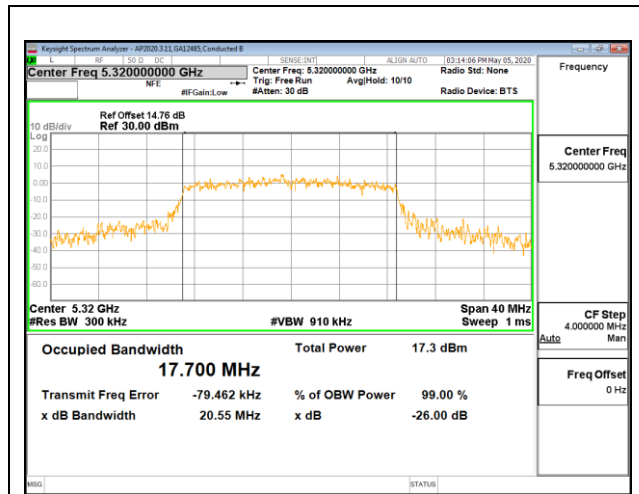 Keysight Spectrum Analyzer - AP2020.3.11,GA12485,Conducted B
L RF 50 Ω DC SENSE:INT ALIGN AUTO 03:14:06 PM May 05, 2020
Center Freq 5.320000000 GHz
NFE
#IFGain:Low
Center Freq: 5.320000000 GHz
Trig: Free Run Avg|Hold: 10/10
#Atten: 30 dB
Radio Std: None
Radio Device: BTS
Frequency
Ref Offset 14.76 dB
10 dB/div Ref 30.00 dBm
Log
20.0
10.0
0.00
-10.0
-20.0
-30.0
-40.0
-50.0
-60.0
Center 5.32 GHz Span 40 MHz
#Res BW 300 kHz #VBW 910 kHz Sweep 1 ms
Occupied Bandwidth Total Power 17.3 dBm
17.700 MHz
Transmit Freq Error -79.462 kHz % of OBW Power 99.00 %
x dB Bandwidth 20.55 MHz x dB -26.00 dB
Center Freq
5.320000000 GHz
CF Step
4.000000 MHz
Auto Man
Freq Offset
0 Hz
MSG STATUS